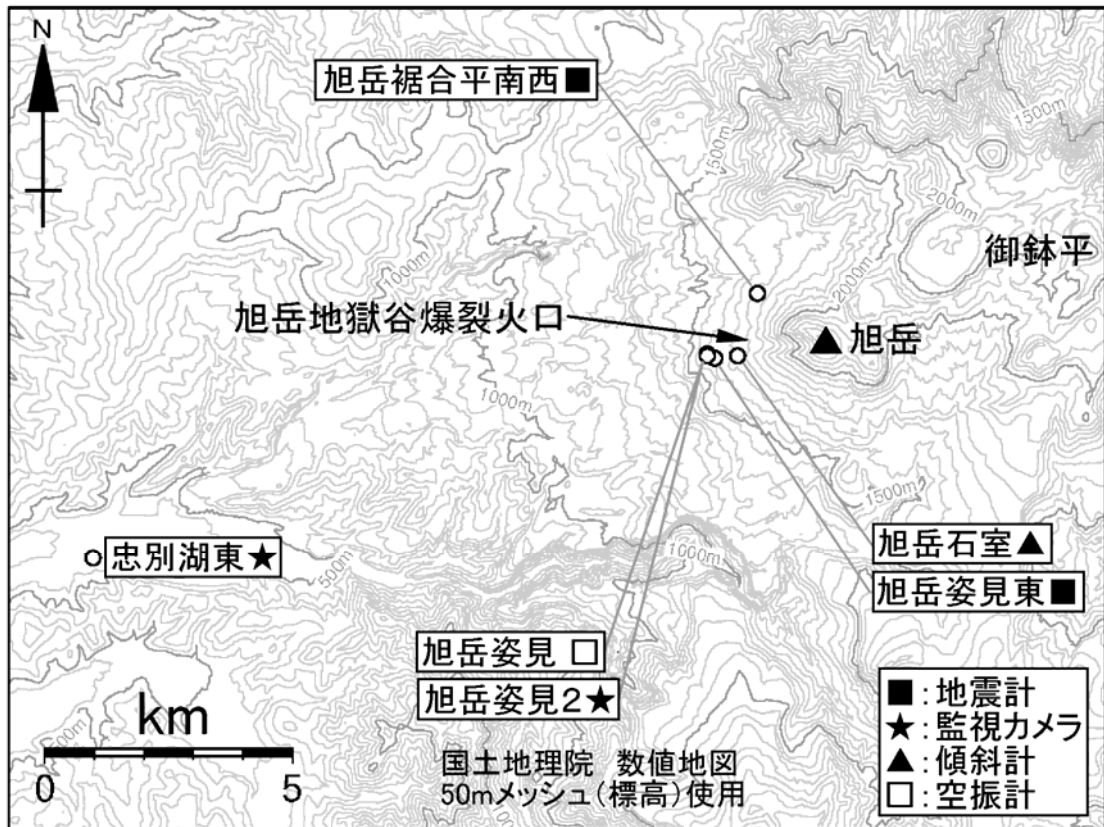 N
旭岳裾合平南西■
1500m
1500m
2000m
御鉢平
1000m
2000m
旭岳地獄谷爆裂火口
▲旭岳
1000m
1500m
500m
1000m
忠別湖東★
旭岳石室▲
旭岳姿見東■
旭岳姿見 □
旭岳姿見2★
km
0 5
国土地理院 数値地図
50mメッシュ(標高)使用
■:地震計
★:監視カメラ
▲:傾斜計
□:空振計